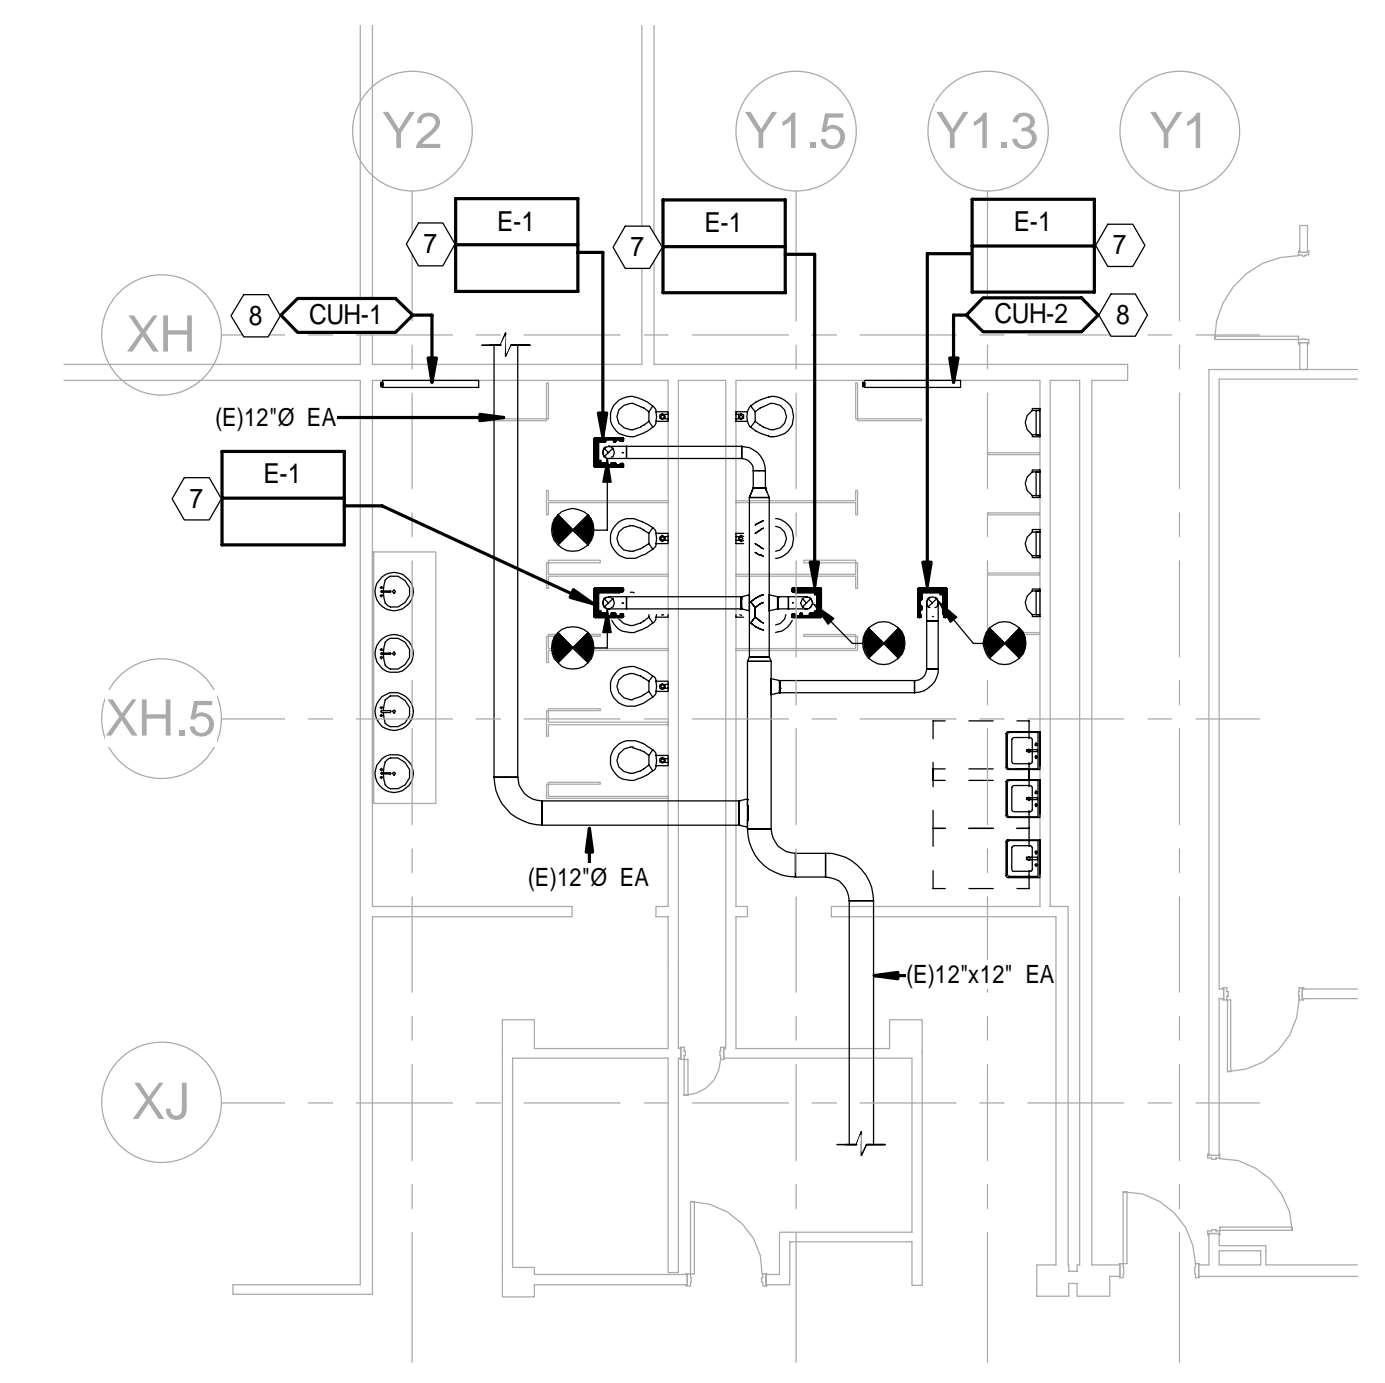 Y2
Y1.5
Y1.3
Y1
E-1
7
E-1
7
E-1
7
XH
8
CUH-1
CUH-2
8
(E)12"Ø EA
E-1
7
XH.5
(E)12"Ø EA
(E)12"x12" EA
XJ